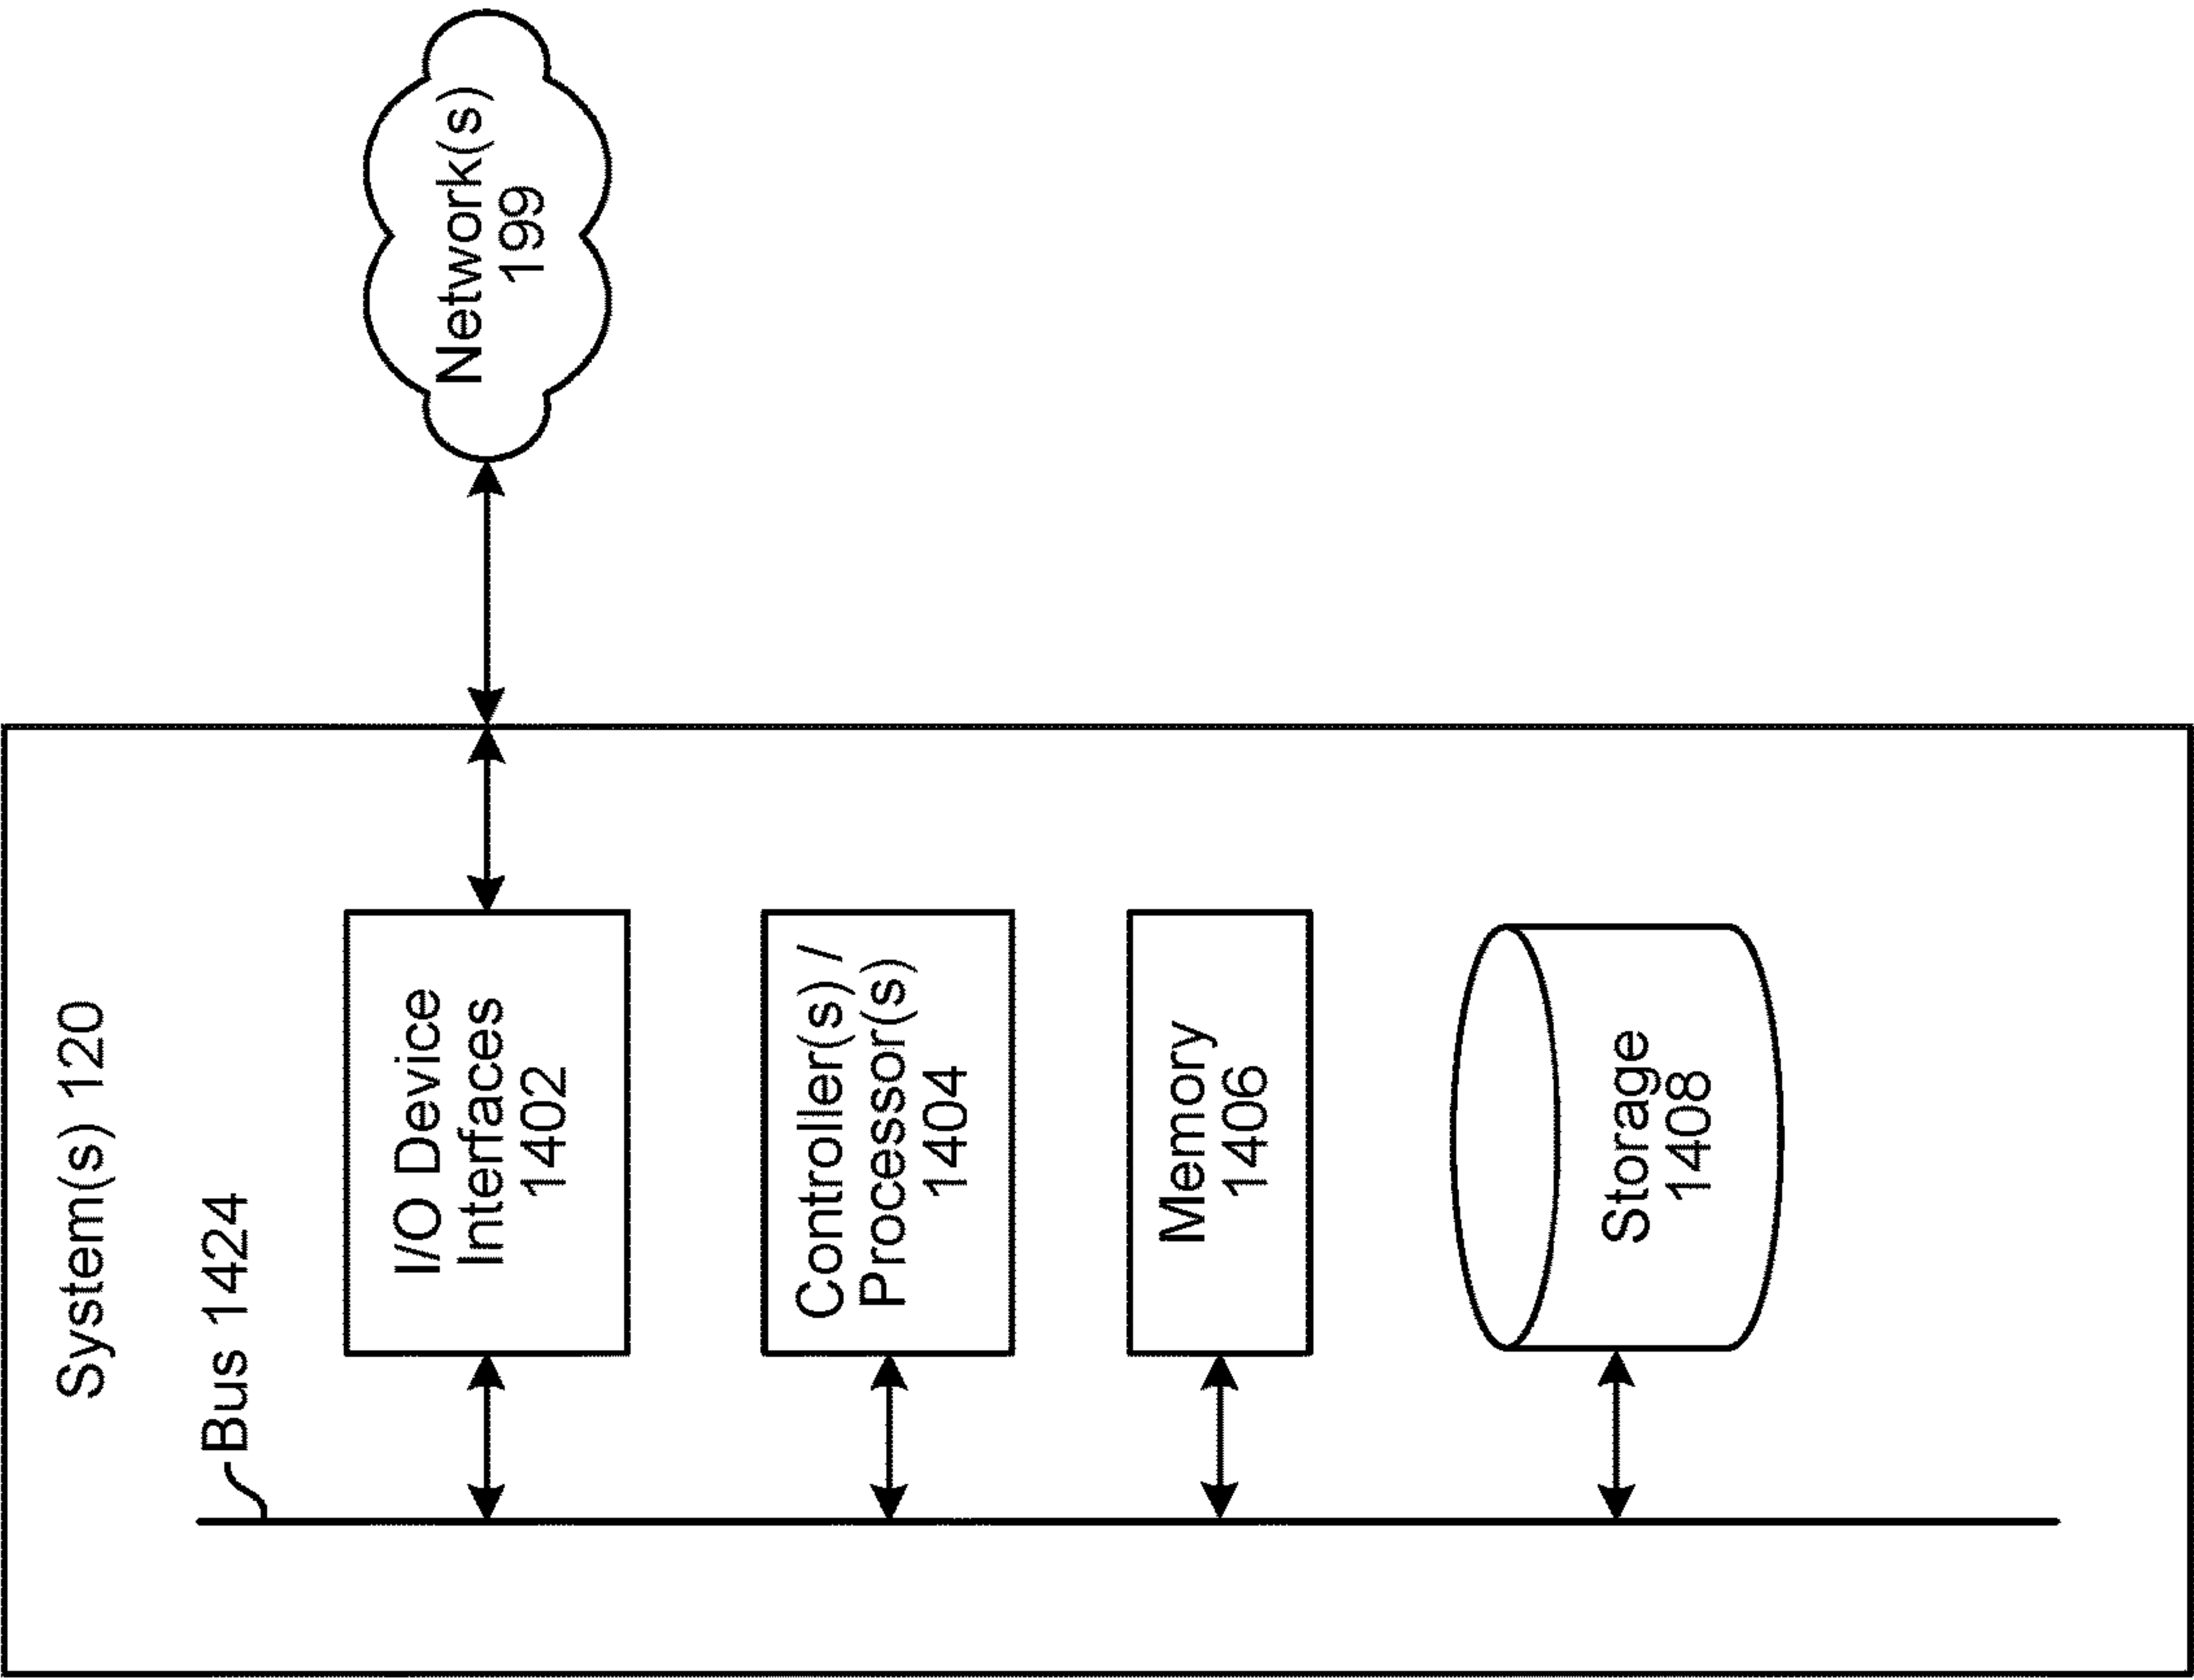 System(s) 120
Bus 1424
I/O Device
Interfaces
1402
Network(s)
199
Controller(s) /
Processor(s)
1404
Memory
1406
Storage
1408